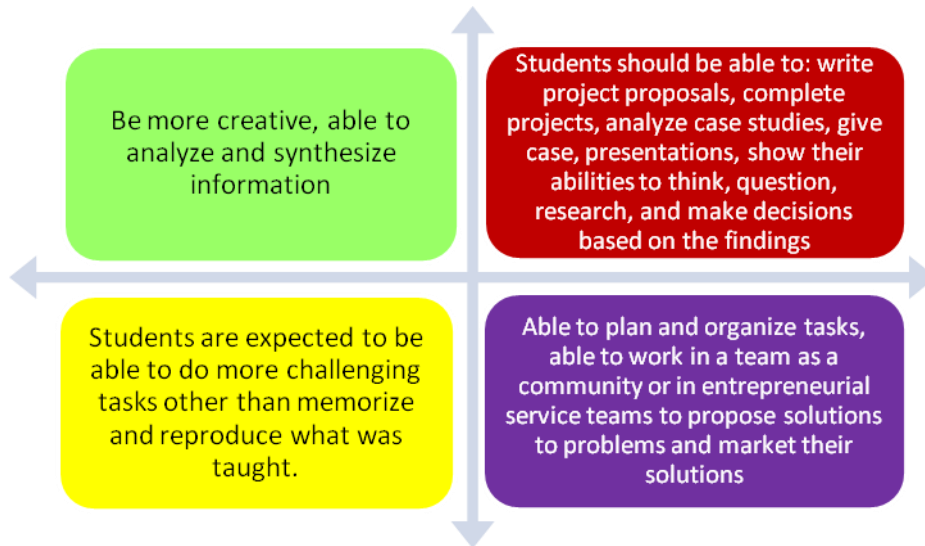 Be more creative, able to
analyze and synthesize
information
Students should be able to: write
project proposals, complete
projects, analyze case studies, give
case, presentations, show their
abilities to think, question,
research, and make decisions
based on the findings
Students are expected to be
able to do more challenging
tasks other than memorize
and reproduce what was
taught.
Able to plan and organize tasks,
able to work in a team as a
community or in entrepreneurial
service teams to propose solutions
to problems and market their
solutions